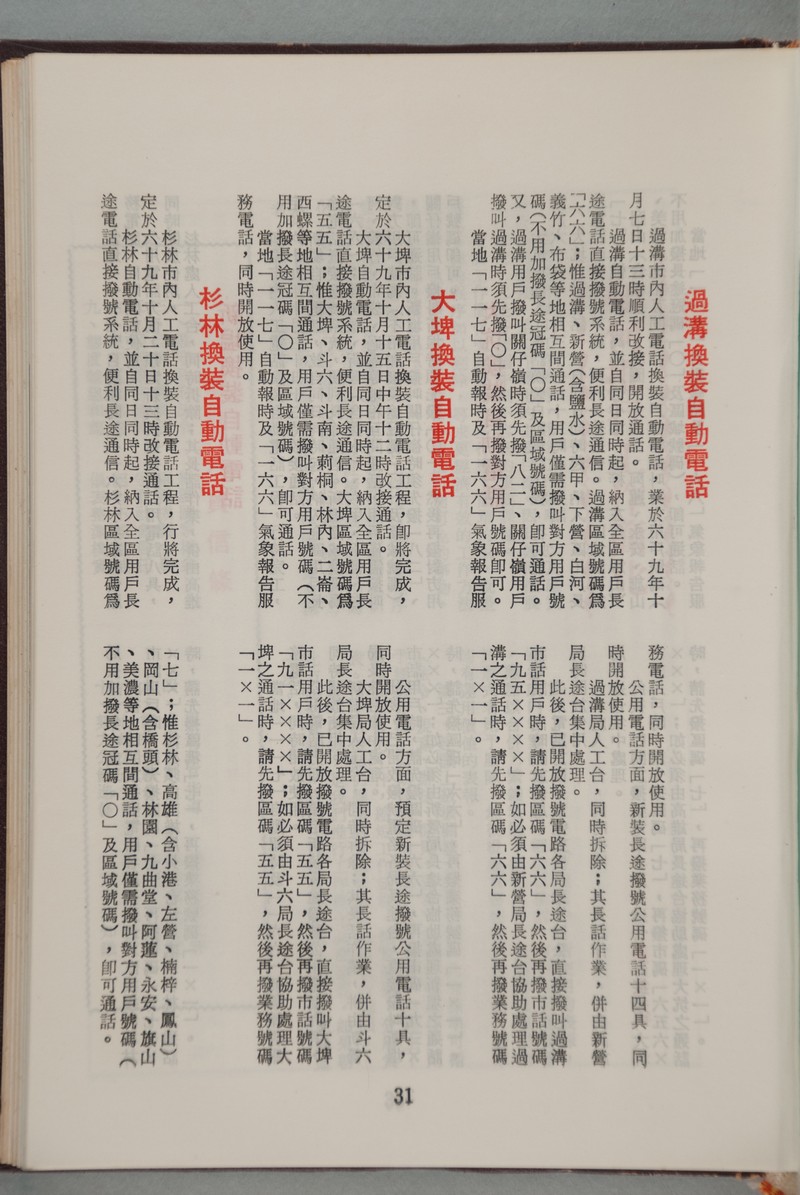 過溝換裝自動電話
過溝市內人工電話換裝自動電話，業於六十九年十
月七日十三時順利改接，開放通話。
過溝自動電話，並自同日同時起，納入全區用戶長
途電話直接撥號系統，便利長途通信。過溝區域號碼爲
「六六」；惟過溝、新營（含鹽水）、六甲、下營、白河、
義竹、布袋等地相互間通話，用戶僅需撥叫對方用戶號
碼（不用加撥長途冠碼「〇」及區域號碼），卽可通話。
又，過溝用戶撥叫關仔嶺時須先撥「八二」、關仔嶺用戶
撥叫過溝時須先撥「〇」，然後再撥對方用戶號碼卽可。
當地「一一七」自動報時及「一六六」氣象報告服
務電話，同時開放使用。
公用電話方面，新裝長途撥號公用電話十四具，同
時開放使用。
過溝局人工台，同時拆除；其長話作業，併由新營
局長途台集中處理。
此後，已開放撥號電路各局長途台，直接撥叫過溝
市話用戶時，請先撥區碼「六六」，然後再撥市話號碼
「九五××××」；如必須由新營局長途台協助處理過
溝之通話時，請先撥區碼「六六」，然後再撥業務號碼
「一×一」。
大埤換裝自動電話
大埤市內人工電話換裝自動電話工程，卽將完成，
定於六十九年十月十五日中午十二時改接通話。
大埤自動電話，並自同日同時起，納入全區用戶長
途電話直接撥號系統，便利長途通信。大埤區域號碼爲
「五五」；惟大埤、斗六、斗南、莿桐、林內、二崙、
西螺等地相互間通話，用戶僅需撥叫對方用戶號碼（不
用加撥長途冠碼「〇」及區域號碼），卽可通話。
當地「一一七」自動報時及「一六六」氣象報告服
務電話，同時開放使用。
公用電話方面，預定新裝長途撥號公用電話十具，
同時開放使用。
大埤局人工台，同時拆除；其長話作業，併由斗六
局長途台集中處理。
此後，已開放撥號電路各局長途台，直接撥叫大埤
市話用戶時，請先撥區碼「五五」，然後再撥市話號碼
「九一××××」；如必須由斗六局長途台協助處理大
埤之通話時，請先撥區碼「五五」，然後再撥業務號碼
「一×一」。
杉林換裝自動電話
杉林市內人工電話換裝自動電話工程，行將完成，
定於六十九年十月二十日十三時改接通話。
杉林自動電話，並自同日同時起，納入全區用戶長
途電話直接撥號系統，便利長途通信。杉林區域號碼爲
「七」；惟杉林、高雄（含小港、左營、楠梓、鳳山）
、岡山（含橋頭）、林園、九曲堂、阿蓮、永安、旗山
、美濃等地相互間通話，用戶僅需撥叫對方用戶號碼（
不用加撥長途冠碼「〇」及區域號碼），卽可通話。
31